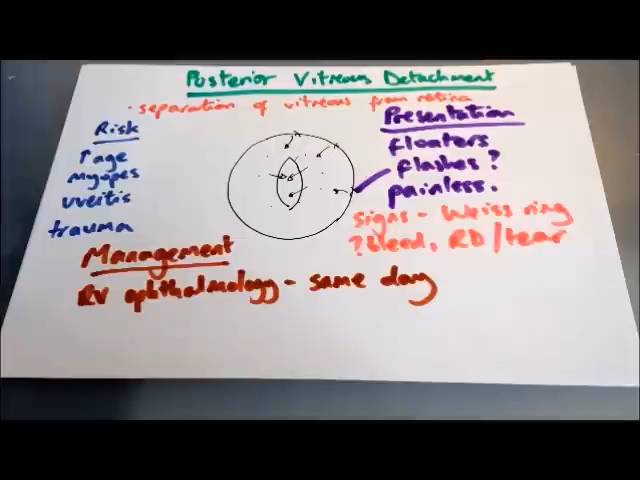 Posterior Vitreous Detachment
· separation of vitreous from retina
Risk
↑age
myopes
uveitis
trauma
Presentation
floaters
flashes?
painless.
Signs - Weiss ring
?bleed, RD/tear
Management
RV ophthalmology - same day